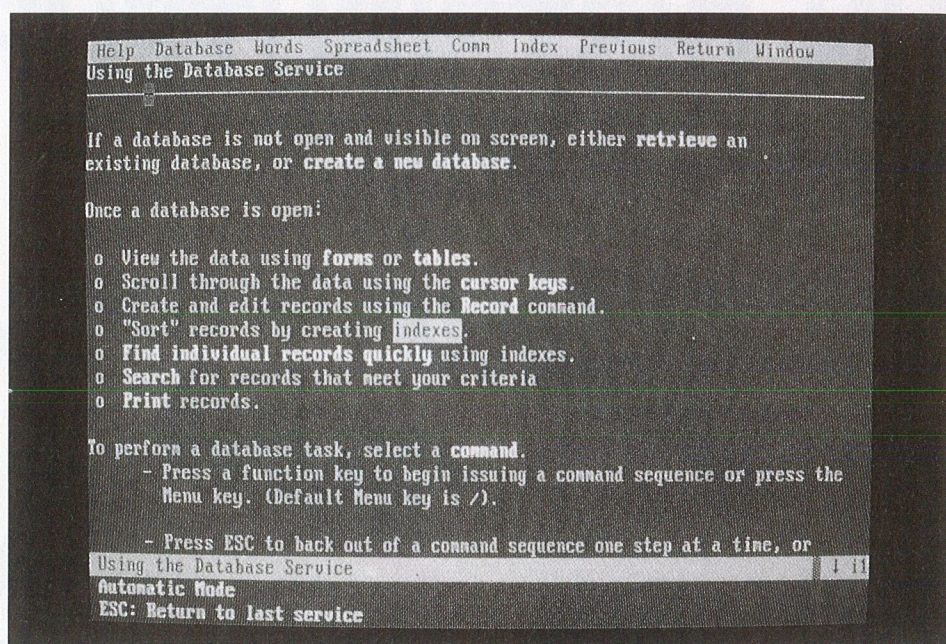 Help Database Words Spreadsheet Comm Index Previous Return Window
Using the Database Service
If a database is not open and visible on screen, either retrieve an
existing database, or create a new database.
Once a database is open:
o View the data using forms or tables.
o Scroll through the data using the cursor keys.
o Create and edit records using the Record command.
o "Sort" records by creating indexes.
o Find individual records quickly using indexes.
o Search for records that meet your criteria
o Print records.
To perform a database task, select a command.
- Press a function key to begin issuing a command sequence or press the
Menu key. (Default Menu key is /).
- Press ESC to back out of a command sequence one step at a time, or
Using the Database Service
Automatic Mode
ESC: Return to last service